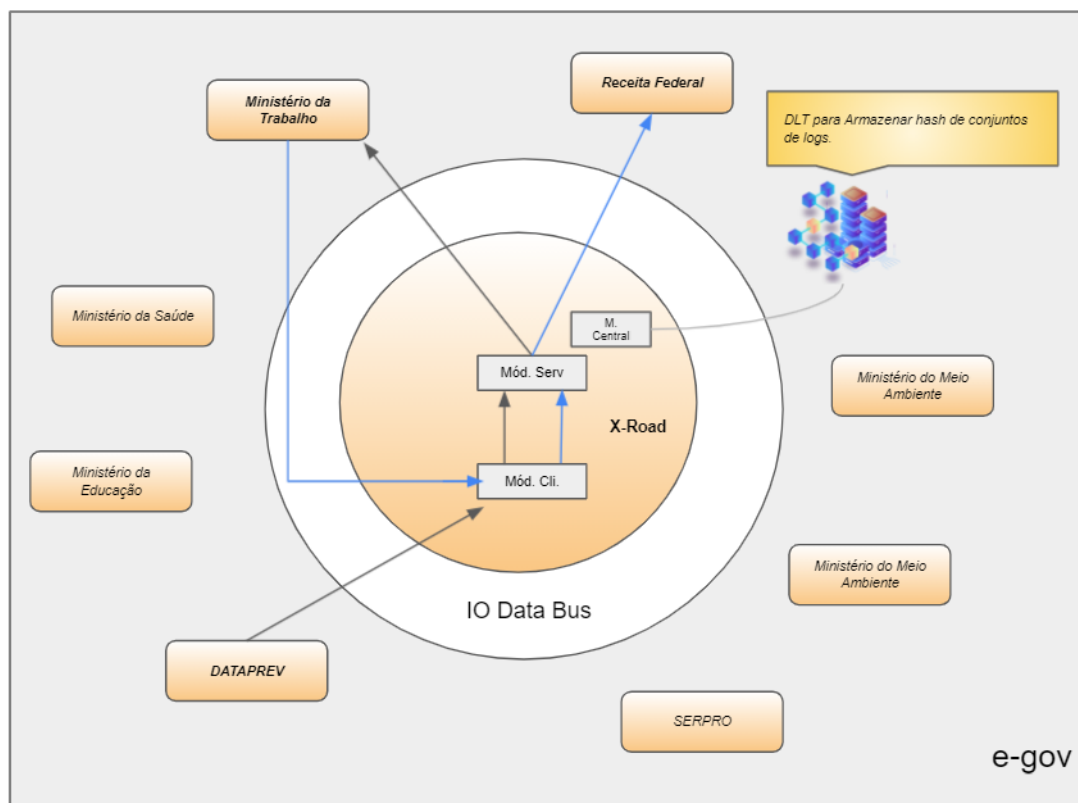 Receita Federal
Ministério da
Trabalho
DLT para Armazenar hash de conjuntos
de logs.
Ministério da Saúde
M.
Central
Mód. Serv
Ministério do Meio
Ambiente
X-Road
Ministério da
Educação
Mód. Cli.
Ministério do Meio
Ambiente
IO Data Bus
DATAPREV
SERPRO
e-gov